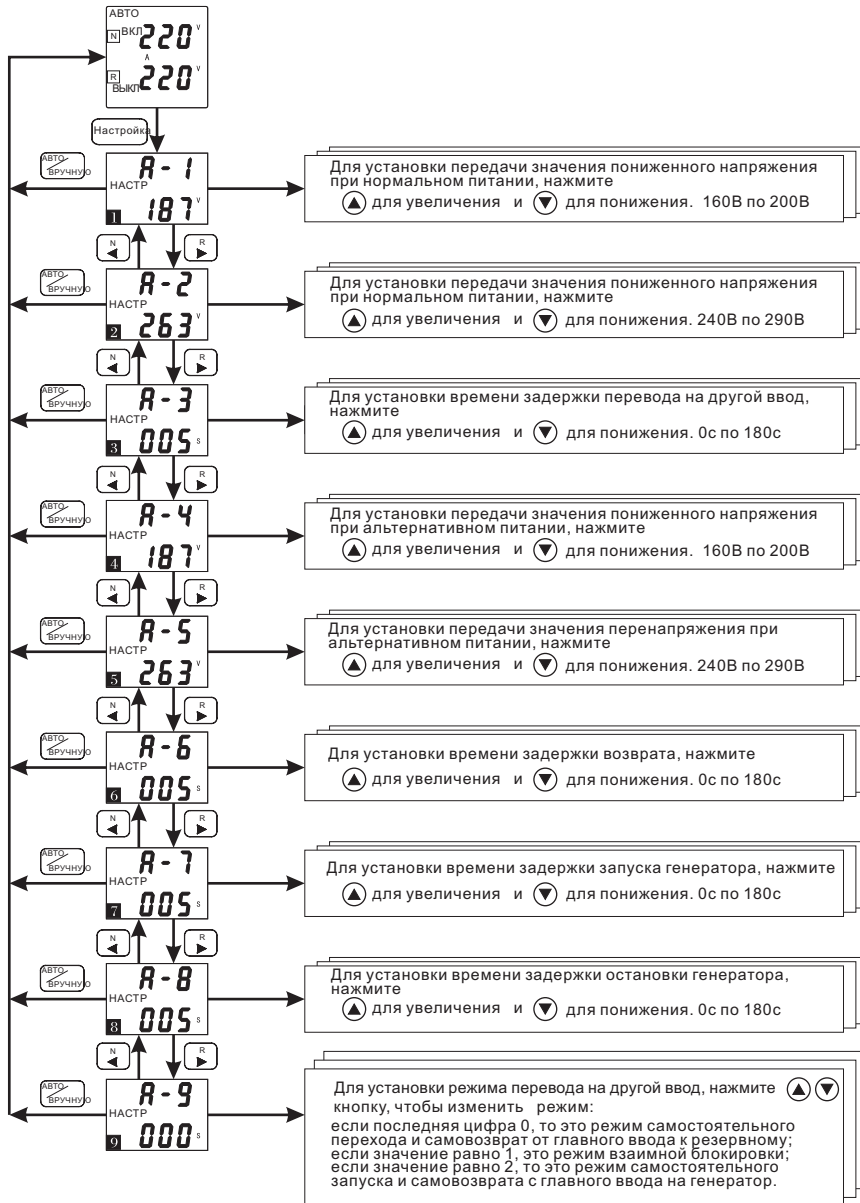 АВТО
N ВКЛ 220 V
A
R 220 V
ВЫКЛ
Настройка
АВТО ВРУЧНУЮ
A-1
НАСТР
1 187 V
Для установки передачи значения пониженного напряжения
при нормальном питании, нажмите
▲ для увеличения и ▼ для понижения. 160В по 200В
N ◀
R ▶
АВТО ВРУЧНУЮ
A-2
НАСТР
2 263 V
Для установки передачи значения пониженного напряжения
при нормальном питании, нажмите
▲ для увеличения и ▼ для понижения. 240В по 290В
N ◀
R ▶
АВТО ВРУЧНУЮ
A-3
НАСТР
3 005 S
Для установки времени задержки перевода на другой ввод,
нажмите
▲ для увеличения и ▼ для понижения. 0с по 180с
N ◀
R ▶
АВТО ВРУЧНУЮ
A-4
НАСТР
4 187 V
Для установки передачи значения пониженного напряжения
при альтернативном питании, нажмите
▲ для увеличения и ▼ для понижения. 160В по 200В
N ◀
R ▶
АВТО ВРУЧНУЮ
A-5
НАСТР
5 263 V
Для установки передачи значения перенапряжения при
альтернативном питании, нажмите
▲ для увеличения и ▼ для понижения. 240В по 290В
N ◀
R ▶
АВТО ВРУЧНУЮ
A-6
НАСТР
6 005 S
Для установки времени задержки возврата, нажмите
▲ для увеличения и ▼ для понижения. 0с по 180с
N ◀
R ▶
АВТО ВРУЧНУЮ
A-7
НАСТР
7 005 S
Для установки времени задержки запуска генератора, нажмите
▲ для увеличения и ▼ для понижения. 0с по 180с
N ◀
R ▶
АВТО ВРУЧНУЮ
A-8
НАСТР
8 005 S
Для установки времени задержки остановки генератора,
нажмите
▲ для увеличения и ▼ для понижения. 0с по 180с
N ◀
R ▶
АВТО ВРУЧНУЮ
A-9
НАСТР
9 000 S
Для установки режима перевода на другой ввод, нажмите ▲ ▼
кнопку, чтобы изменить режим:
если последняя цифра 0, то это режим самостоятельного
перехода и самовозврат от главного ввода к резервному;
если значение равно 1, это режим взаимной блокировки;
если значение равно 2, то это режим самостоятельного
запуска и самовозврата с главного ввода на генератор.